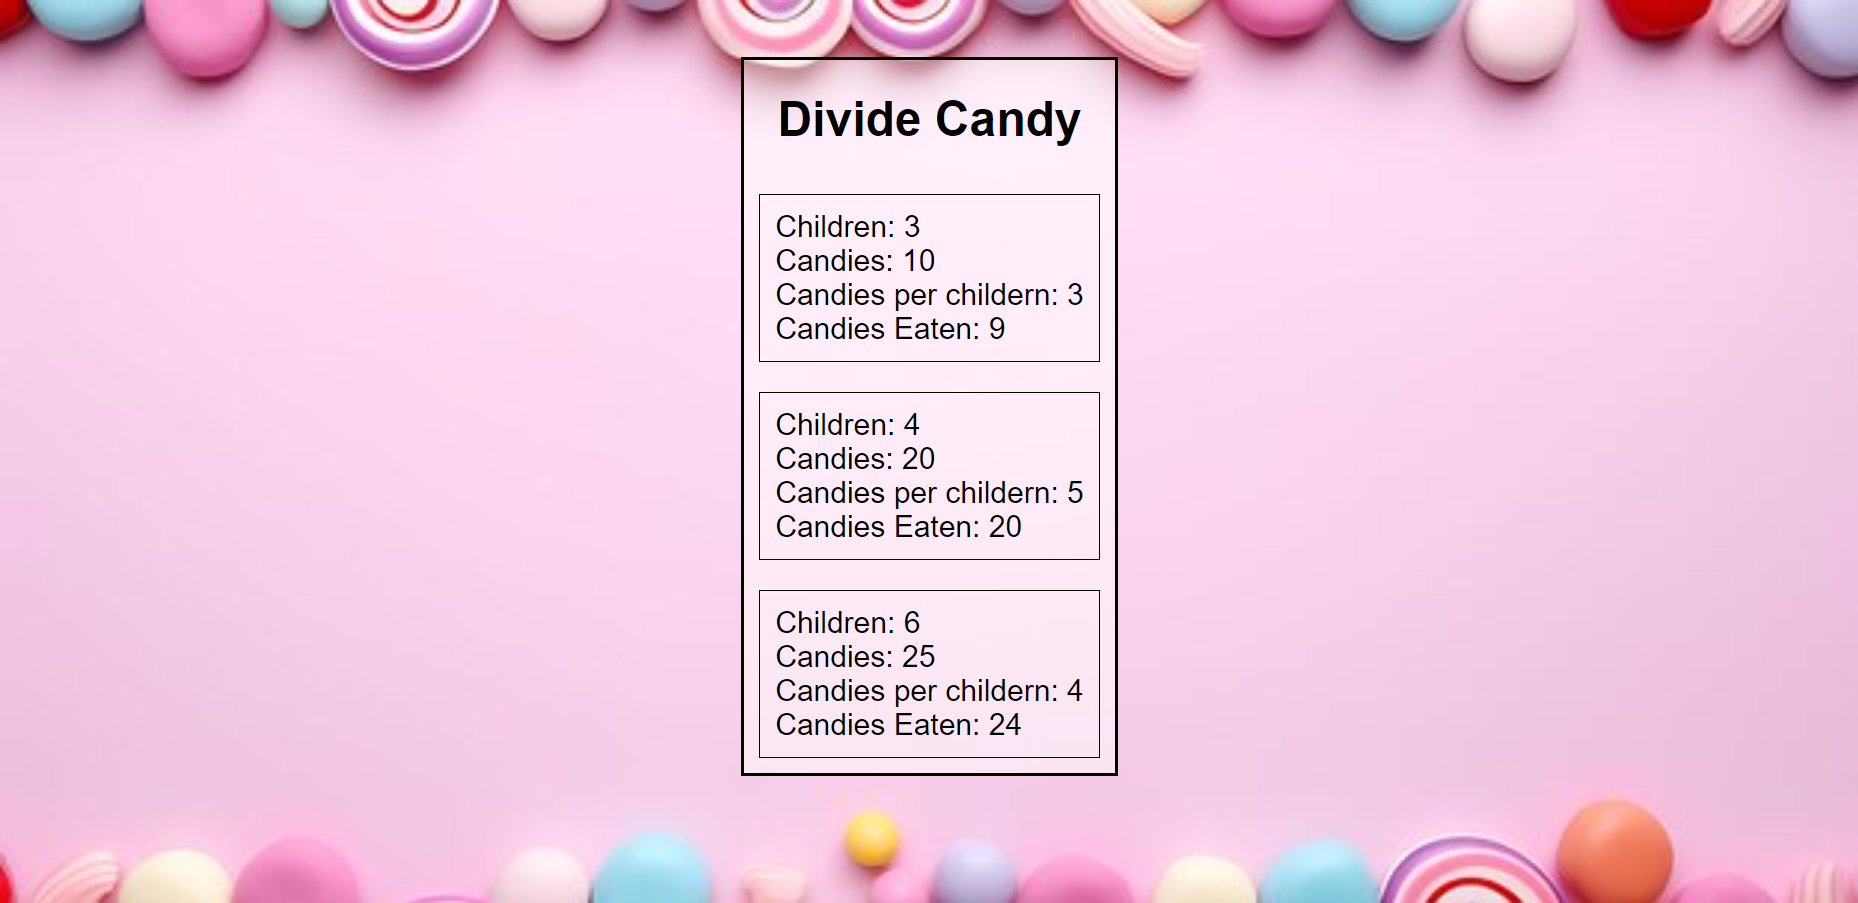 Divide Candy
Children: 3
Candies: 10
Candies per childern: 3
Candies Eaten: 9
Children: 4
Candies: 20
Candies per childern: 5
Candies Eaten: 20
Children: 6
Candies: 25
Candies per childern: 4
Candies Eaten: 24